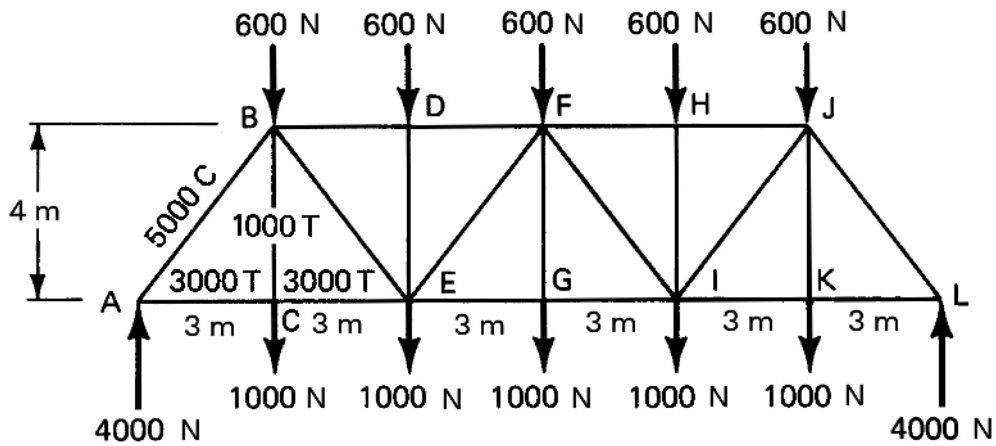 600 N 600 N 600 N 600 N 600 N
B D F H J
4 m
5000 C
1000 T
3000 T 3000 T
A C E G I K L
3 m 3 m 3 m 3 m 3 m 3 m
1000 N 1000 N 1000 N 1000 N 1000 N
4000 N 4000 N